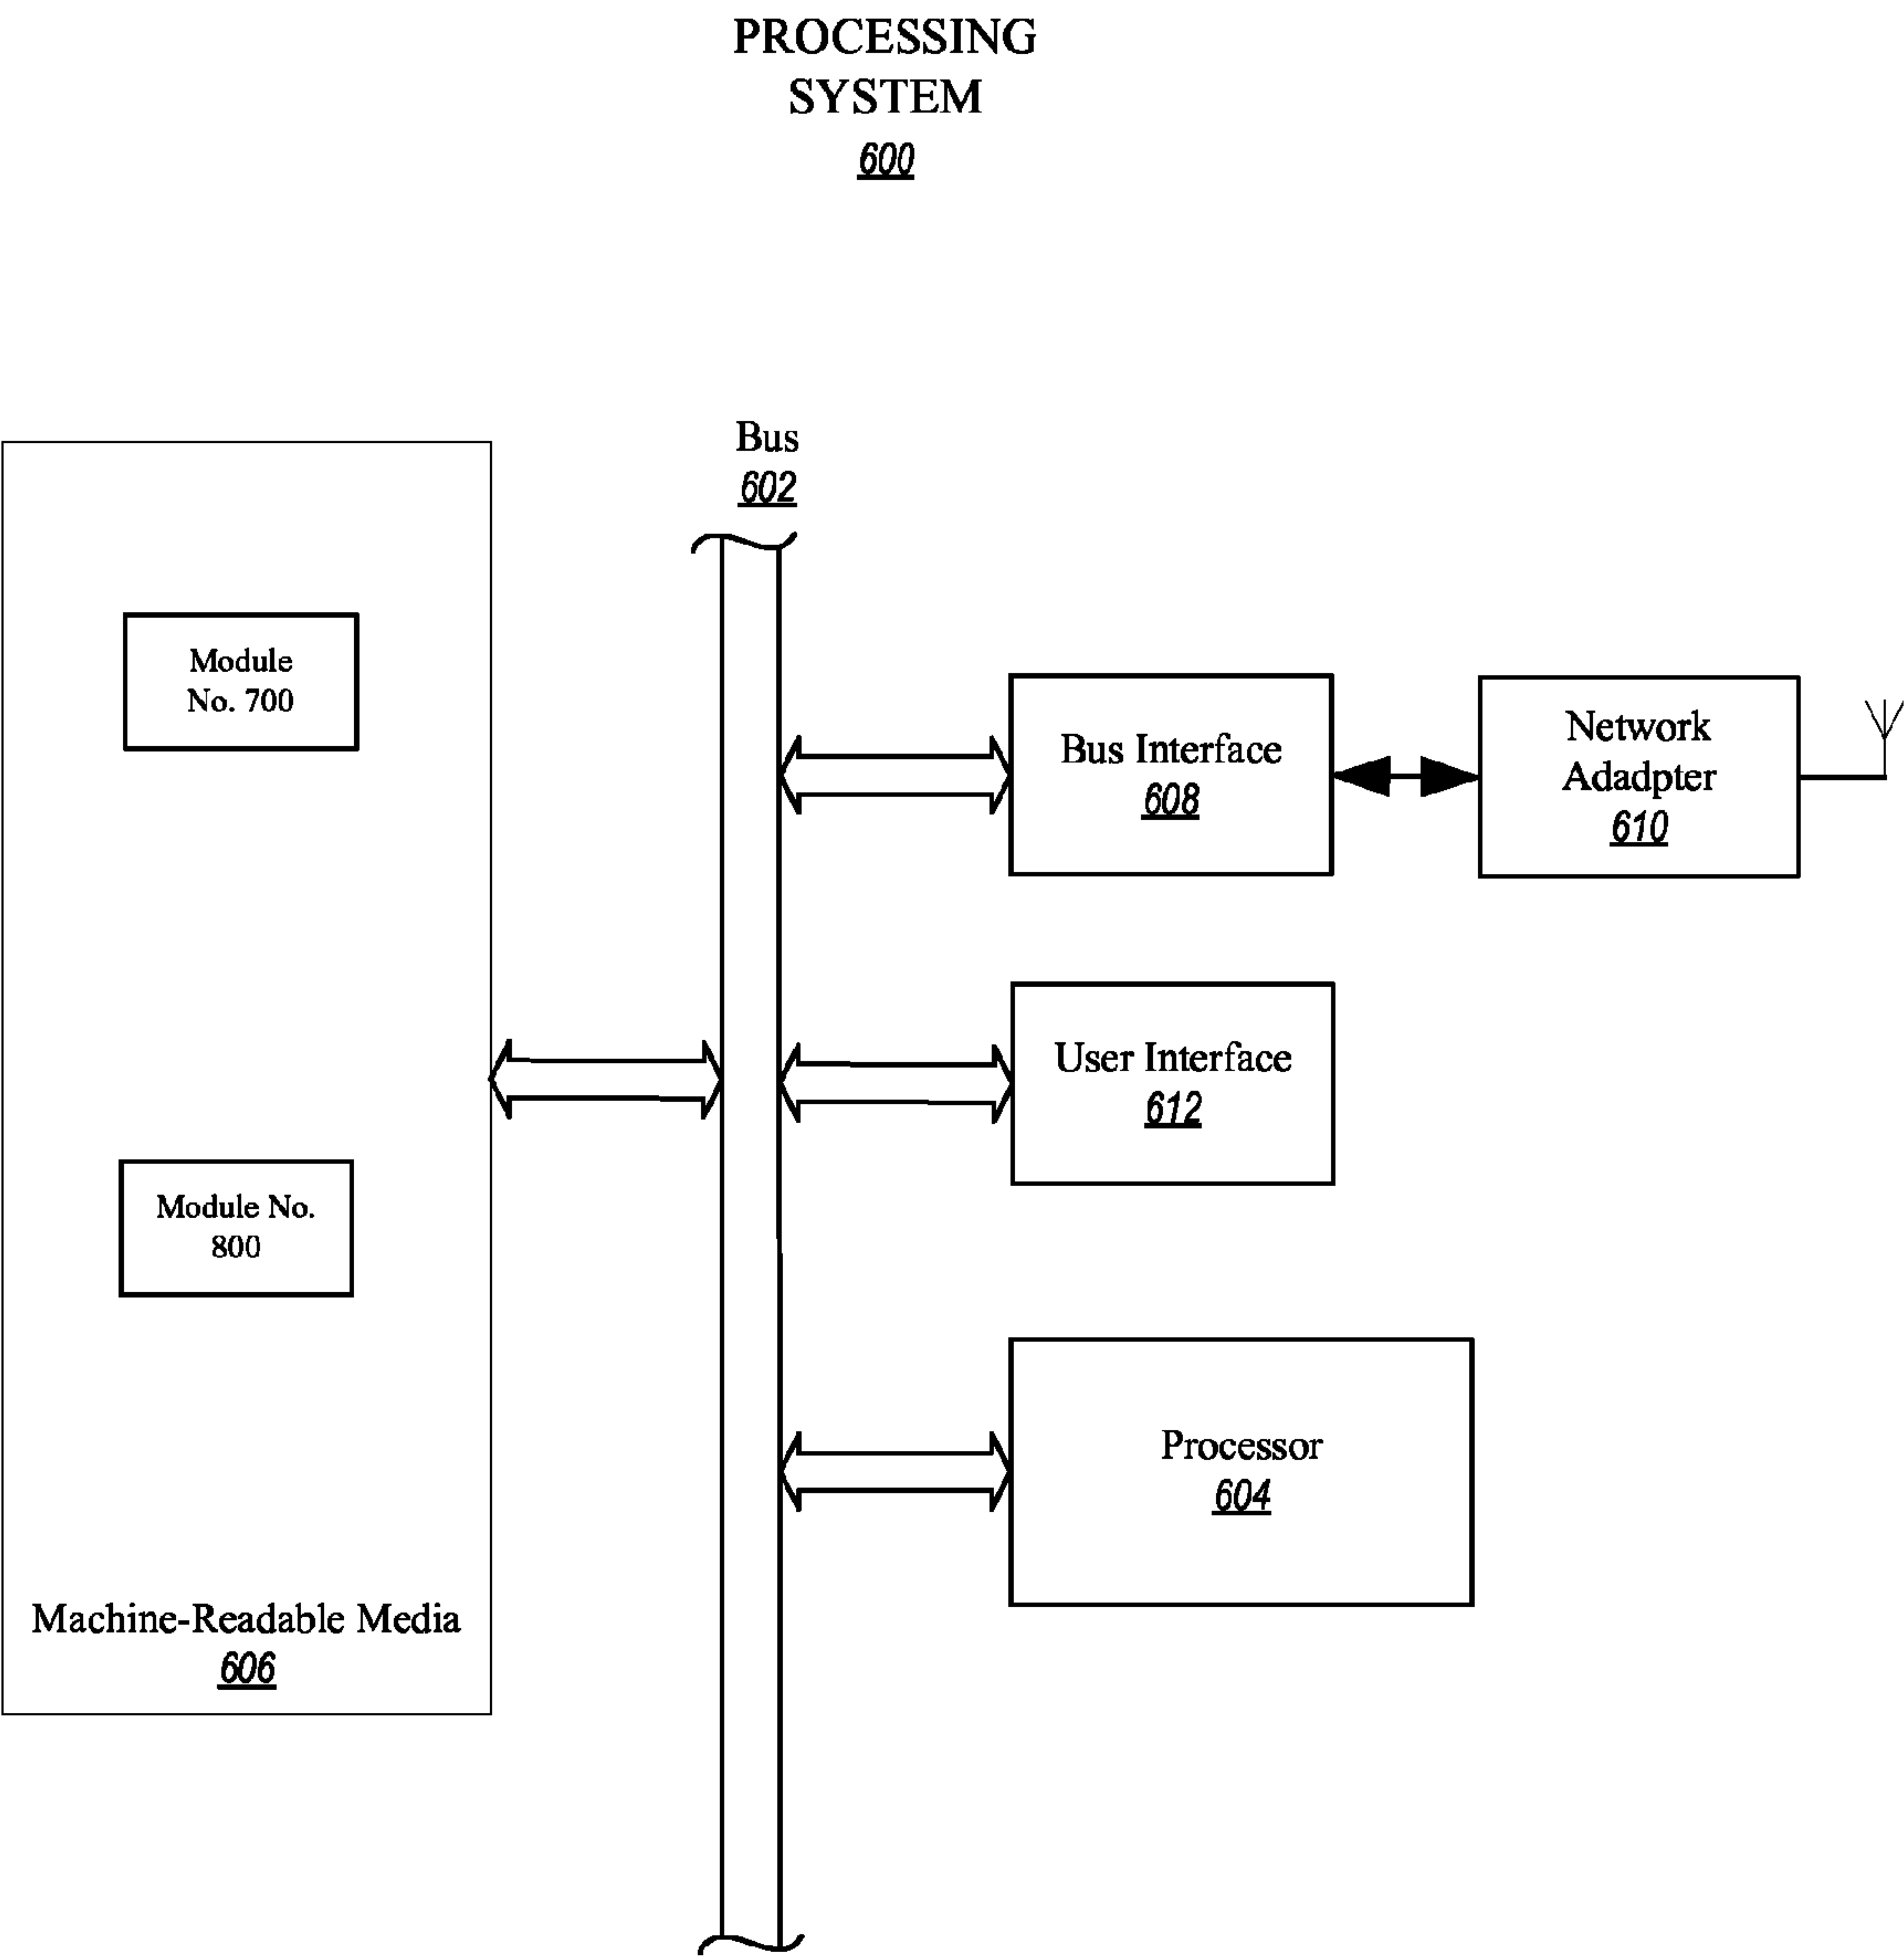 PROCESSING
SYSTEM
600
Bus
602
Module
No. 700
Bus Interface
608
Network
Adadpter
610
User Interface
612
Module No.
800
Processor
604
Machine-Readable Media
606